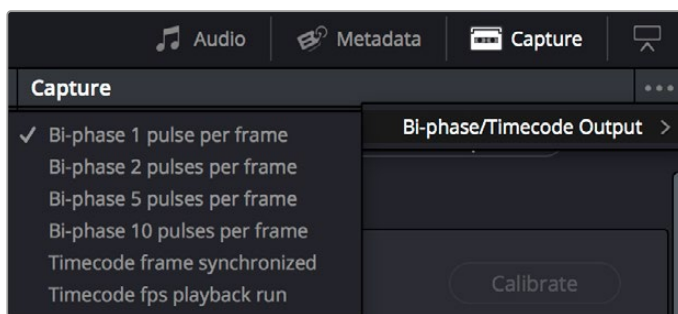 Audio Metadata Capture
Capture
Bi-phase/Timecode Output >
✓ Bi-phase 1 pulse per frame
Bi-phase 2 pulses per frame
Bi-phase 5 pulses per frame
Bi-phase 10 pulses per frame
Timecode frame synchronized
Timecode fps playback run
Calibrate